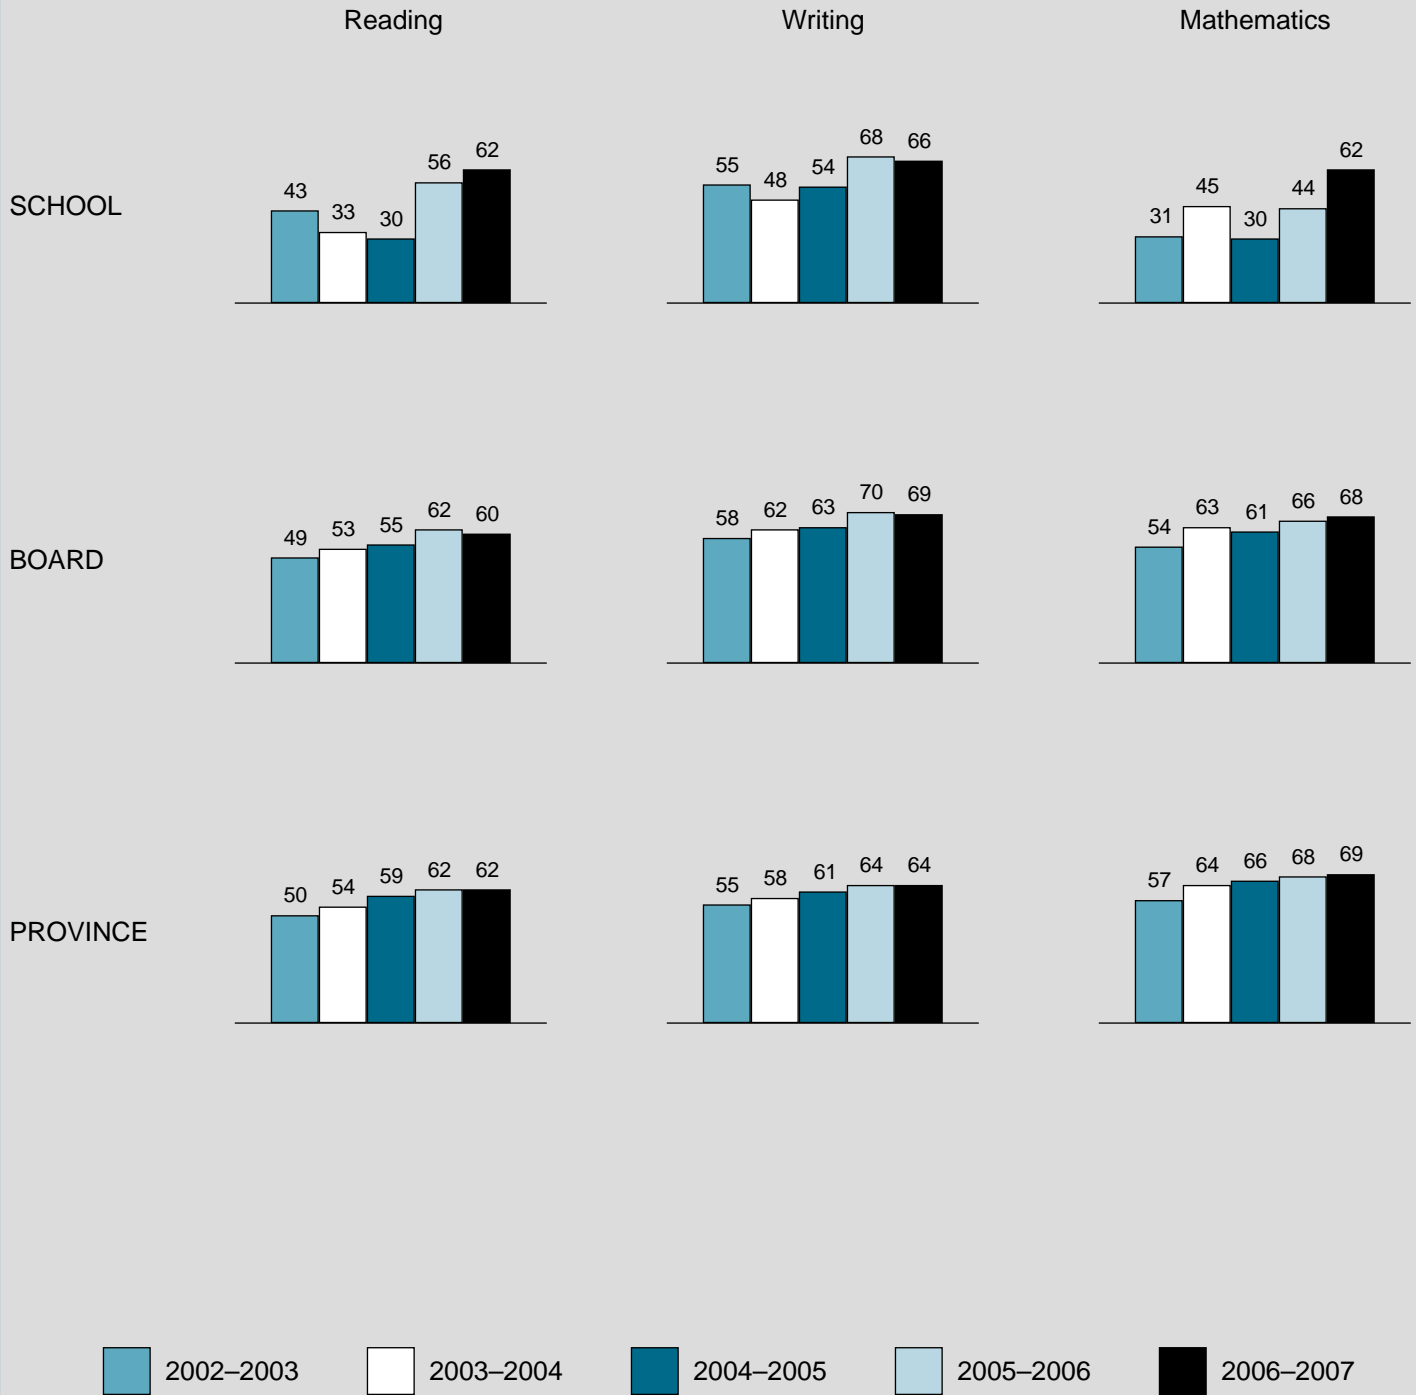 Reading Writing Mathematics
SCHOOL
43 33 30 56 62
55 48 54 68 66
31 45 30 44 62
BOARD
49 53 55 62 60
58 62 63 70 69
54 63 61 66 68
PROVINCE
50 54 59 62 62
55 58 61 64 64
57 64 66 68 69
2002–2003 2003–2004 2004–2005 2005–2006 2006–2007